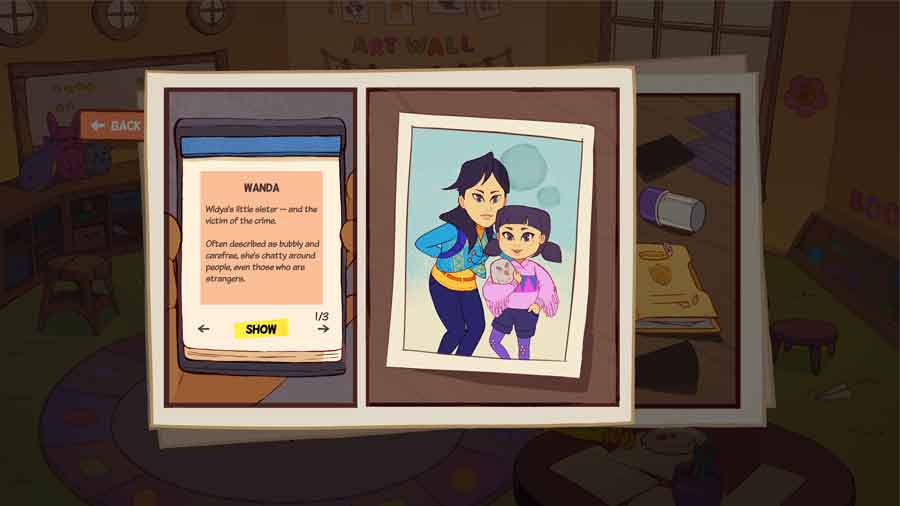 ART WALL
BACK
WANDA
Widya's little sister — and the
victim of the crime.
Often described as bubbly and
carefree, she's chatty around
people, even those who are
strangers.
1/3
SHOW
BOO